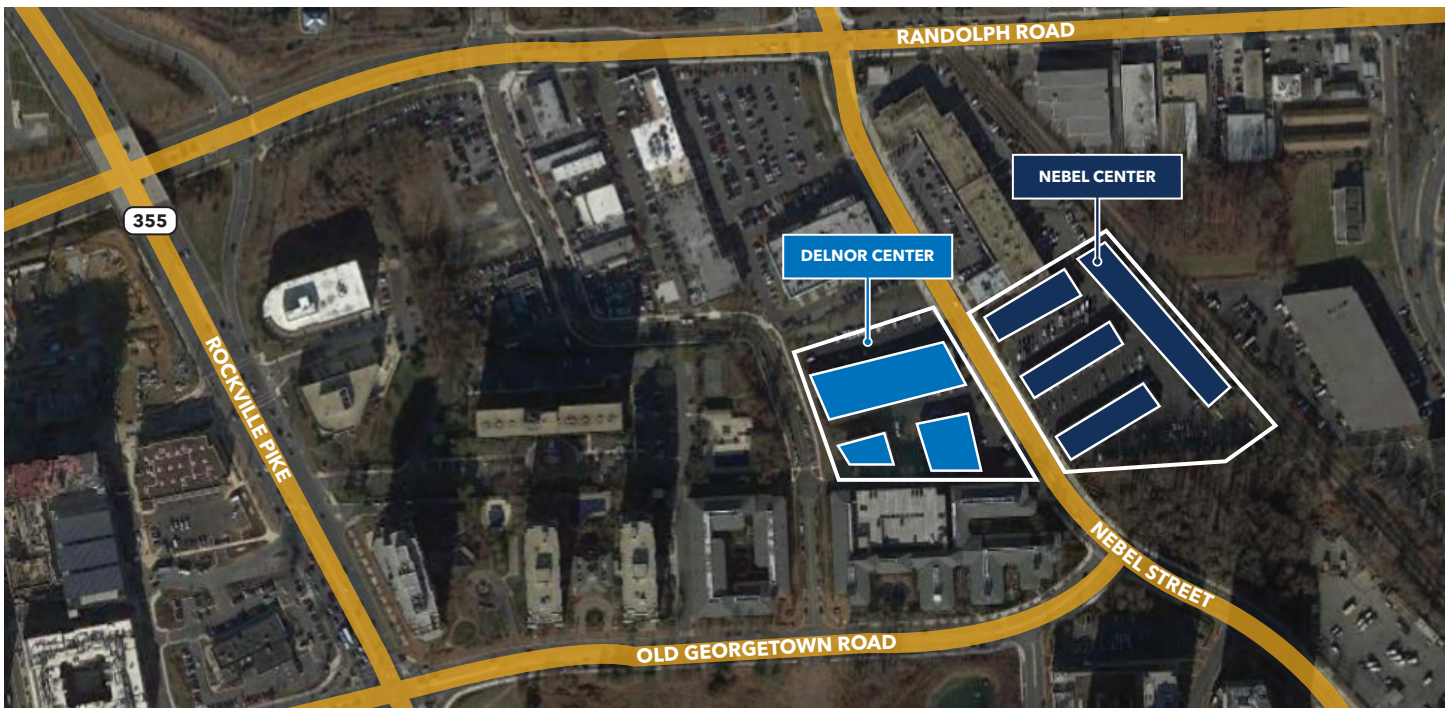 RANDOLPH ROAD
NEBEL CENTER
355
DELNOR CENTER
ROCKVILLE PIKE
NEBEL STREET
OLD GEORGETOWN ROAD